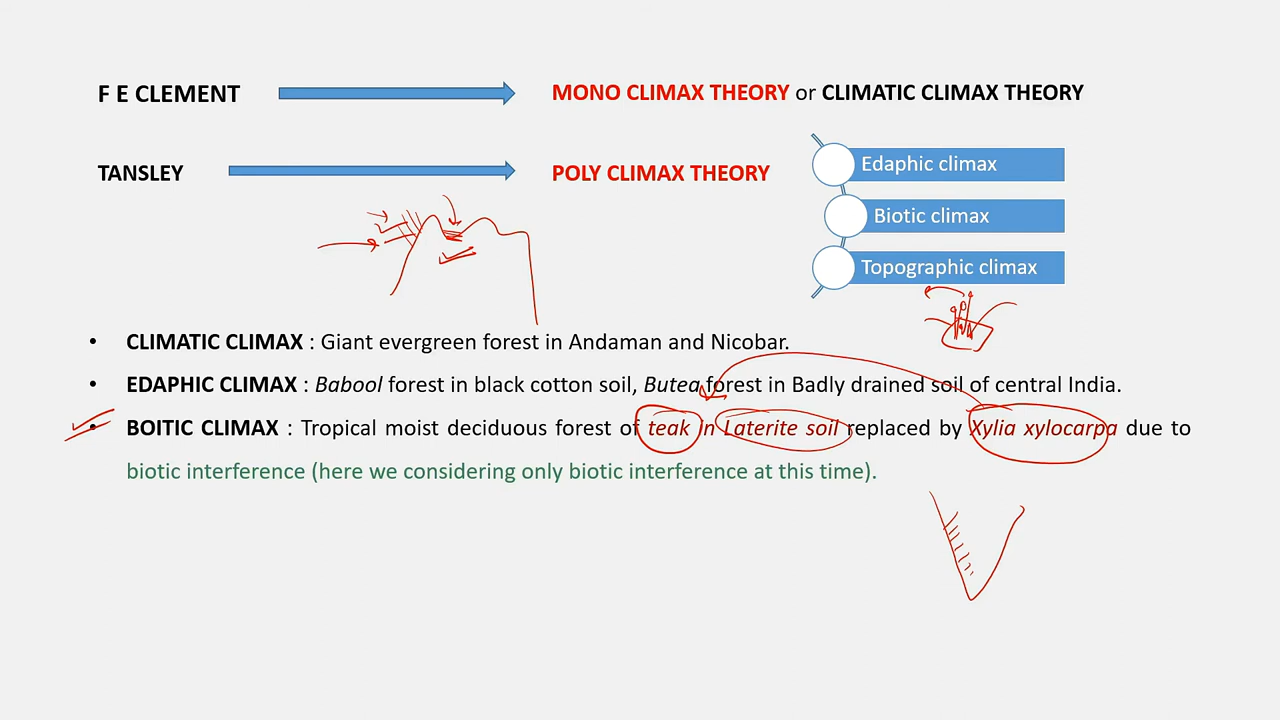 F E CLEMENT MONO CLIMAX THEORY or CLIMATIC CLIMAX THEORY
TANSLEY POLY CLIMAX THEORY
Edaphic climax
Biotic climax
Topographic climax
• CLIMATIC CLIMAX : Giant evergreen forest in Andaman and Nicobar.
• EDAPHIC CLIMAX : Babool forest in black cotton soil, Butea forest in Badly drained soil of central India.
• BOITIC CLIMAX : Tropical moist deciduous forest of teak in Laterite soil replaced by Xylia xylocarpa due to
biotic interference (here we considering only biotic interference at this time).